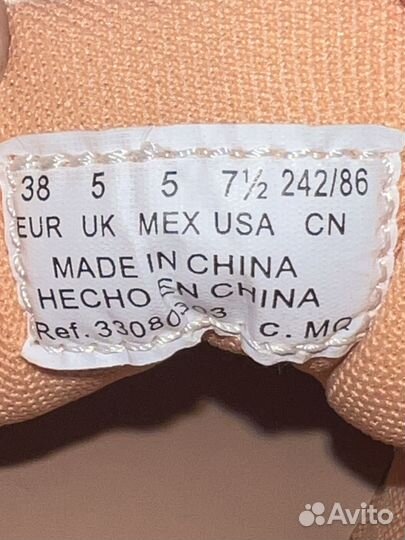 38 5 5 7½ 242/86
EUR UK MEX USA CN
MADE IN CHINA
HECHO EN CHINA
C. MQ
Avito